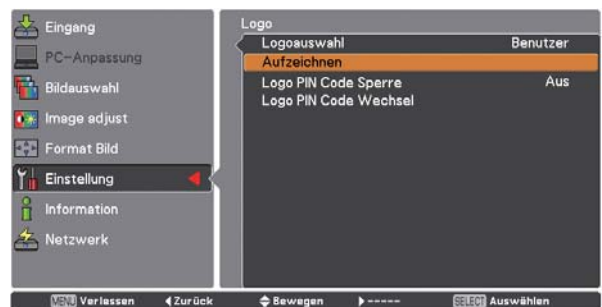 Eingang
PC-Anpassung
Bildauswahl
Image adjust
Format Bild
Einstellung
Information
Netzwerk
Logo
Logoauswahl Benutzer
Aufzeichnen
Logo PIN Code Sperre Aus
Logo PIN Code Wechsel
MENU Verlassen Zurück Bewegen ----- SELECT Auswählen